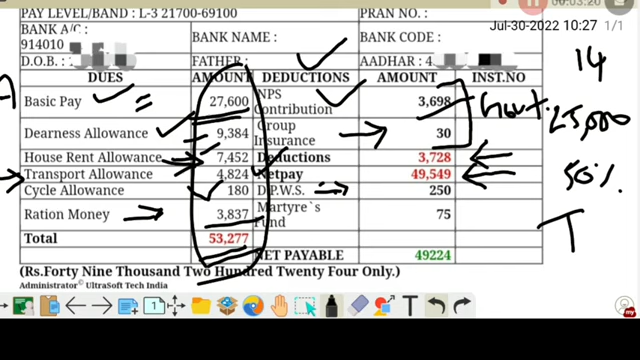 PAY LEVEL/BAND: L-3 21700-69100 PRAN NO. :
Jul-30-2022 10:27 1/1
BANK A/C:
914010
BANK NAME : BANK CODE :
D.O.B. : FATHER : AADHAR : 4
DUES AMOUNT DEDUCTIONS AMOUNT INST.NO
Basic Pay 27,600 NPS Contribution 3,698
Dearness Allowance 9,384 Group Insurance 30
House Rent Allowance 7,452 Deductions 3,728
Transport Allowance 4,824 Netpay 49,549
Cycle Allowance 180 D.P.W.S. 250
Ration Money 3,837 Martyre`s Fund 75
Total 53,277
NET PAYABLE 49224
(Rs.Forty Nine Thousand Two Hundred Twenty Four Only.)
Administrator© UltraSoft Tech India
14
Govt.
25,000
50%
T
A